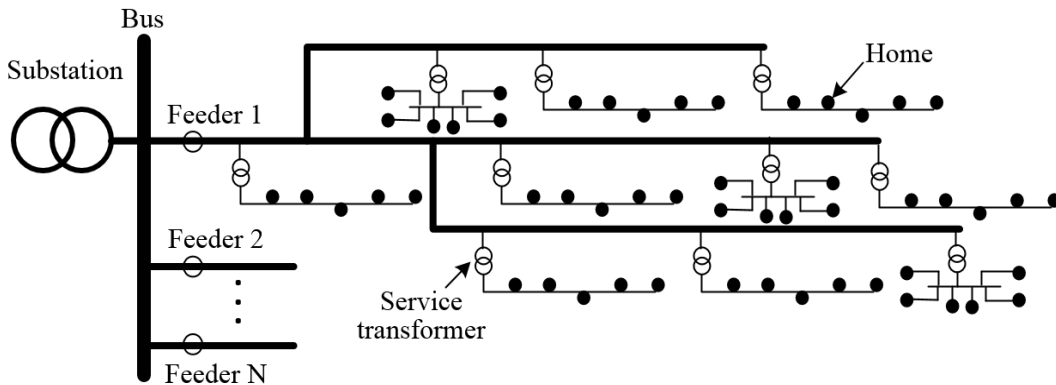 Bus
Substation
Home
Feeder 1
Feeder 2
Service
transformer
Feeder N